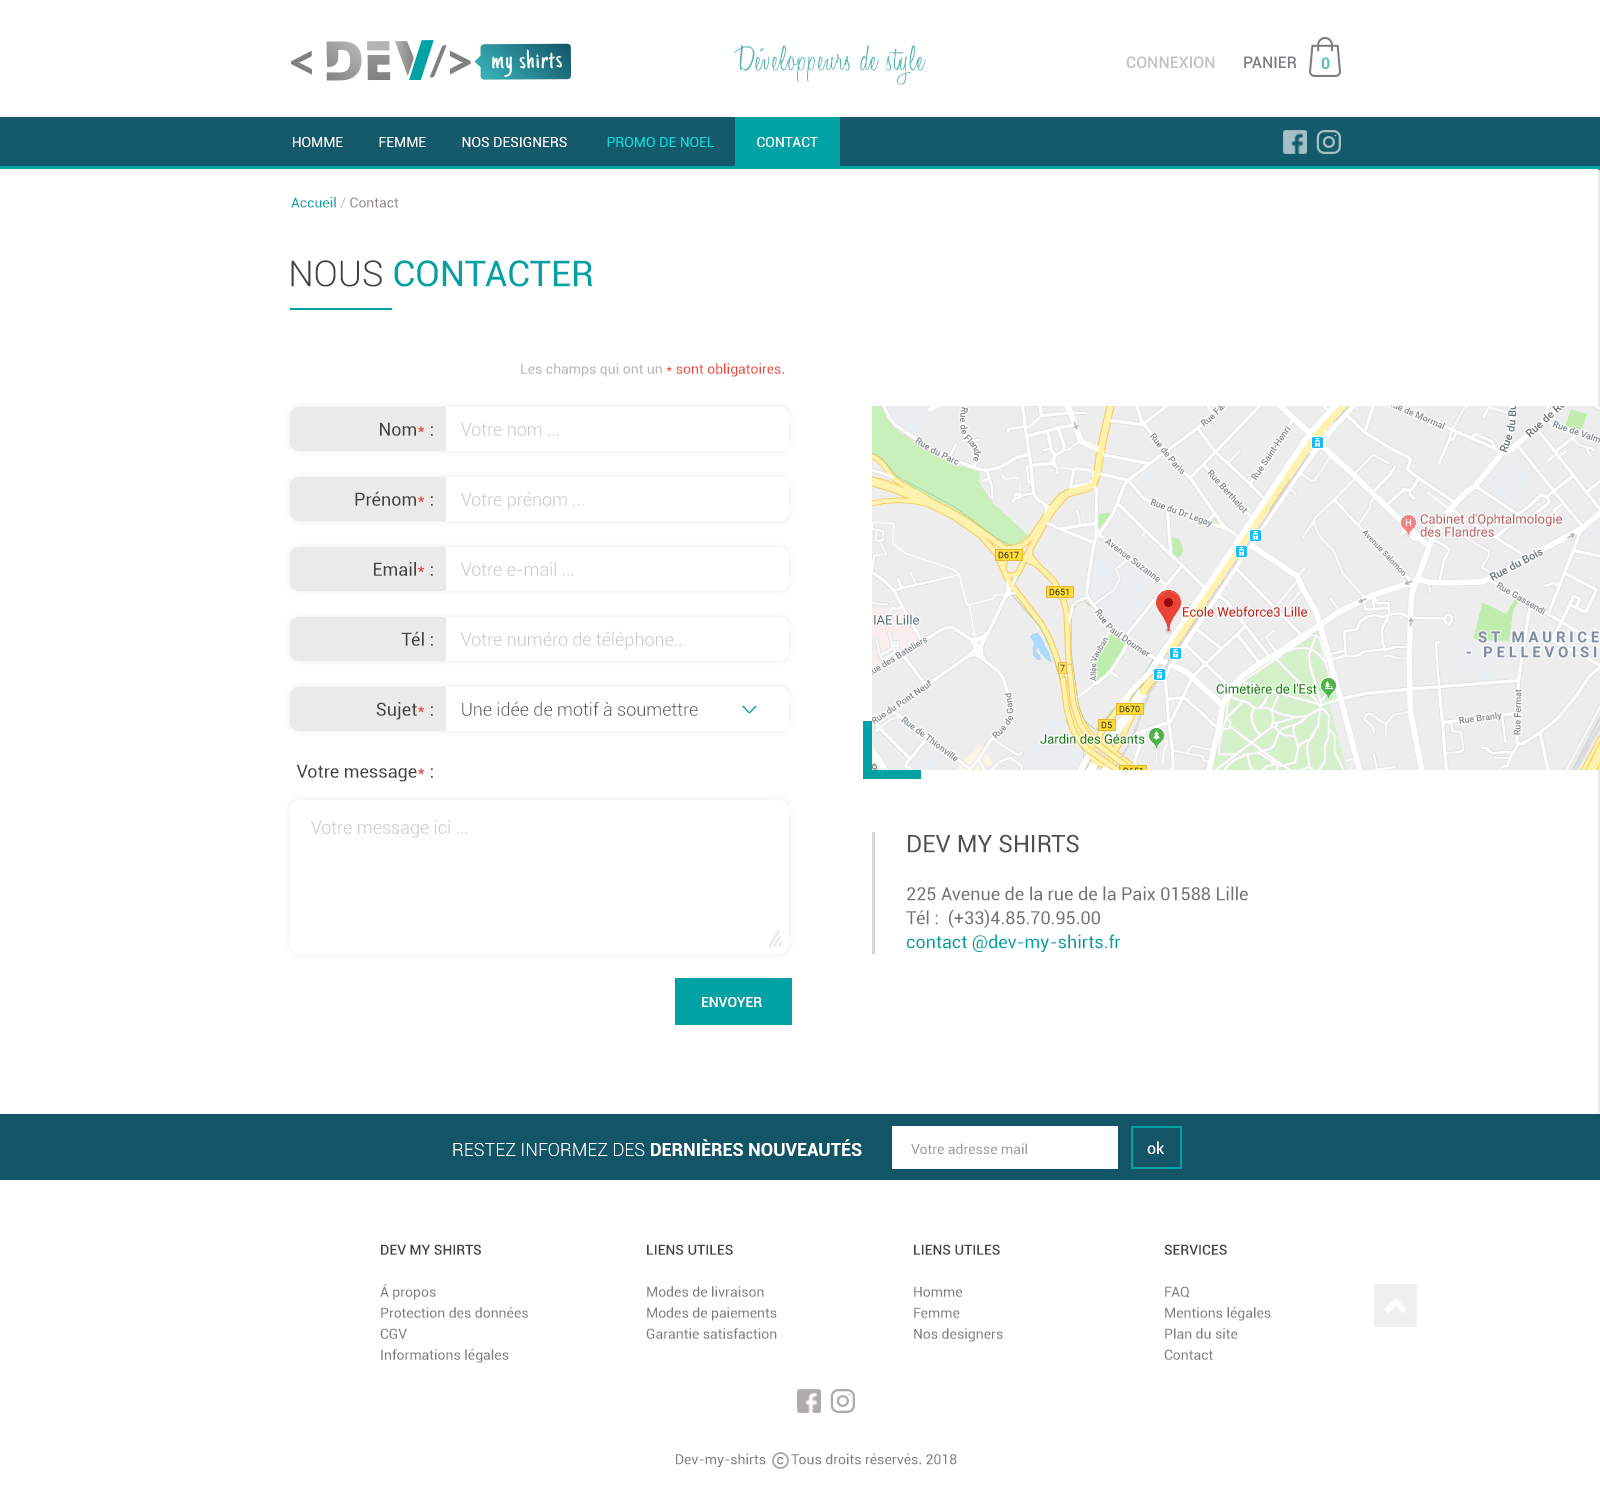 < DEV/> my shirts
Développeurs de style
CONNEXION PANIER 0
HOMME FEMME NOS DESIGNERS PROMO DE NOEL CONTACT
Accueil / Contact
NOUS CONTACTER
Les champs qui ont un * sont obligatoires.
Nom* : Votre nom ...
Prénom* : Votre prénom ...
Email* : Votre e-mail ...
Tél : Votre numéro de téléphone..
Sujet* : Une idée de motif à soumettre
Votre message* :
Votre message ici ...
ENVOYER
Rue du Parc
Rue de Flandre
Rue de Paris
Rue Saint-Henri
Rue Berthelot
Rue du Dr Legay
Avenue Suzanne
de Mormal
Rue du Bois
Avenue Salomon
Rue Gassendi
Cabinet d'Ophtalmologie
des Flandres
D617
D651
Ecole Webforce3 Lille
IAE Lille
Rue Paul Doumer
Allée Vauban
ue des Bateliers
ST MAURICE
- PELLEVOISI
7
Cimetière de l'Est
Rue du Pont Neuf
Rue de Gand
Rue de Thionville
D670
D5
Jardin des Géants
Rue Branly
Rue Fermat
D651
DEV MY SHIRTS
225 Avenue de la rue de la Paix 01588 Lille
Tél : (+33)4.85.70.95.00
contact @dev-my-shirts.fr
RESTEZ INFORMEZ DES DERNIÈRES NOUVEAUTÉS Votre adresse mail ok
DEV MY SHIRTS
Á propos
Protection des données
CGV
Informations légales
LIENS UTILES
Modes de livraison
Modes de paiements
Garantie satisfaction
LIENS UTILES
Homme
Femme
Nos designers
SERVICES
FAQ
Mentions légales
Plan du site
Contact
Dev-my-shirts © Tous droits réservés. 2018